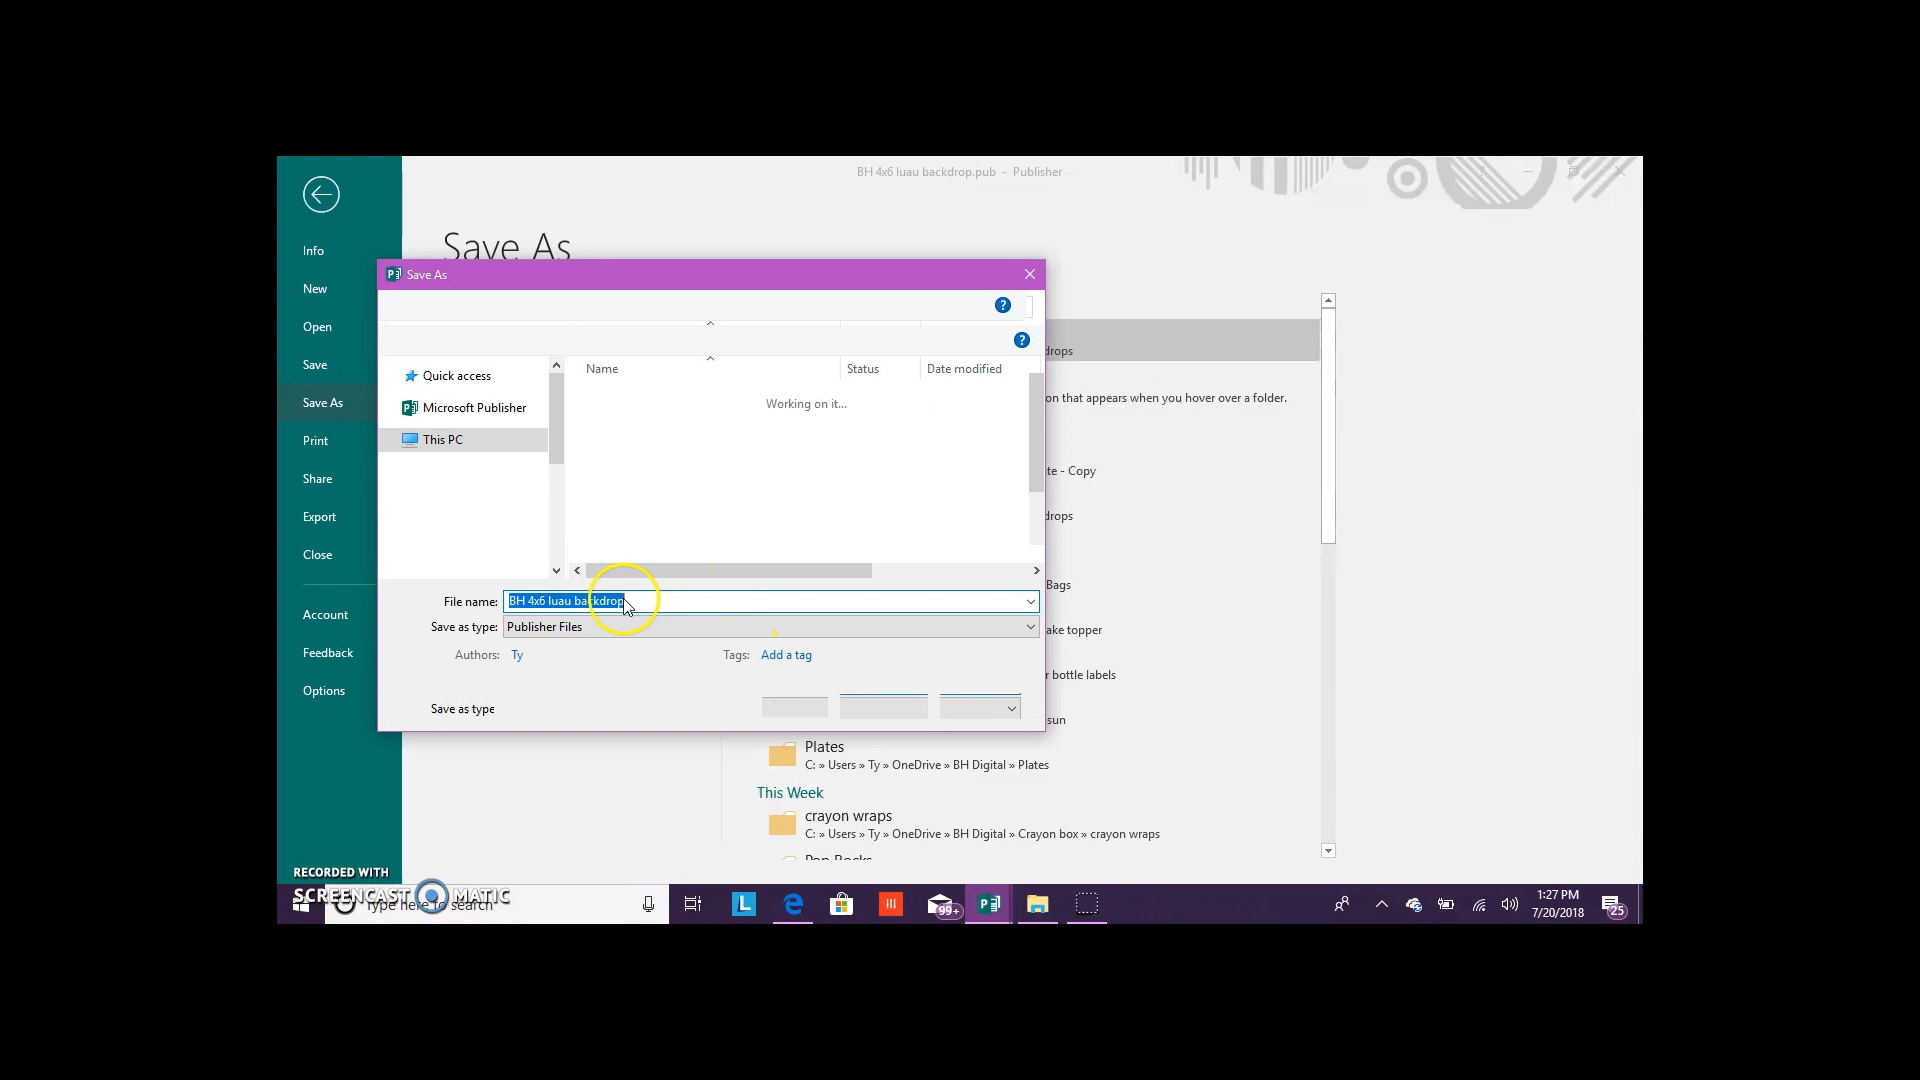 BH 4x6 luau backdrop.pub - Publisher
Save As
Info
New
Open
Save
Save As
Print
Share
Export
Close
Account
Feedback
Options
Save As
Quick access
Microsoft Publisher
This PC
Name
Status
Date modified
Working on it...
File name: BH 4x6 luau backdrop
Save as type: Publisher Files
Authors: Ty
Tags: Add a tag
Save as type
drops
on that appears when you hover over a folder.
te - Copy
drops
Bags
ake topper
r bottle labels
sun
Plates
C: » Users » Ty » OneDrive » BH Digital » Plates
This Week
crayon wraps
C: » Users » Ty » OneDrive » BH Digital » Crayon box » crayon wraps
Pop Rocks
RECORDED WITH
SCREENCAST MATIC
Type here to search
99+
1:27 PM
7/20/2018
25